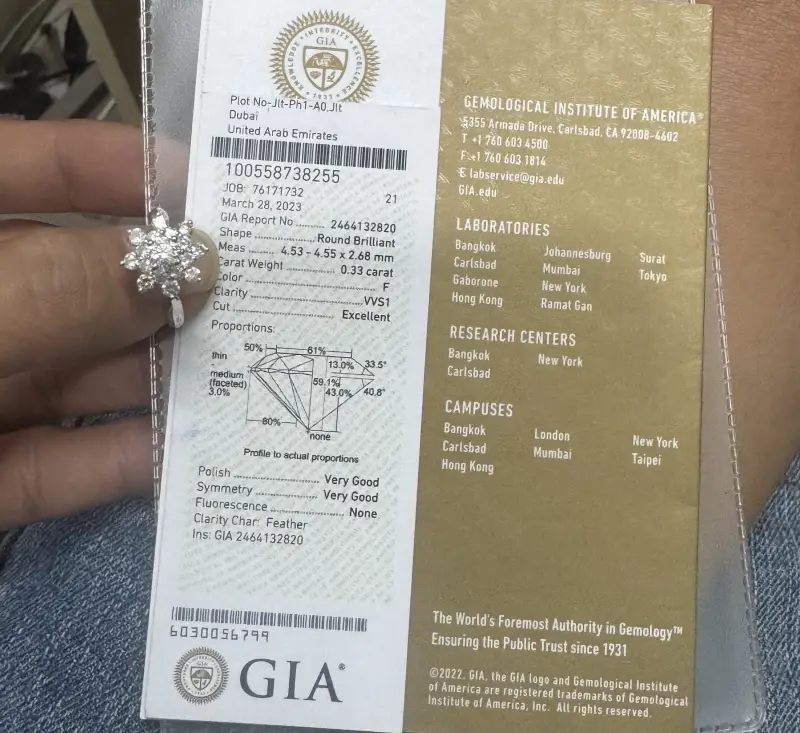 KNOWLEDGE • INTEGRITY • EXCELLENCE
GIA
1931
Plot No-Jlt-Ph1-A0,Jlt
Dubai
United Arab Emirates
100558738255
JOB: 76171732 21
March 28, 2023
GIA Report No 2464132820
Shape Round Brilliant
Meas 4.53 - 4.55 x 2.68 mm
Carat Weight 0.33 carat
Color F
Clarity VVS1
Cut Excellent
Proportions:
50% 61%
thin - medium (faceted) 3.0%
13.0% 33.5°
59.1%
43.0% 40.8°
80%
none
Profile to actual proportions
Polish Very Good
Symmetry Very Good
Fluorescence None
Clarity Char: Feather
Ins: GIA 2464132820
6030056799
GIA®
GEMOLOGICAL INSTITUTE OF AMERICA®
5355 Armada Drive, Carlsbad, CA 92008-4602
T +1 760 603 4500
F +1 760 603 1814
E labservice@gia.edu
GIA.edu
LABORATORIES
Bangkok Johannesburg Surat
Carlsbad Mumbai Tokyo
Gaborone New York
Hong Kong Ramat Gan
RESEARCH CENTERS
Bangkok New York
Carlsbad
CAMPUSES
Bangkok London New York
Carlsbad Mumbai Taipei
Hong Kong
The World's Foremost Authority in Gemology™
Ensuring the Public Trust since 1931
©2022. GIA, the GIA logo and Gemological Institute
of America are registered trademarks of Gemological
Institute of America, Inc. All rights reserved.